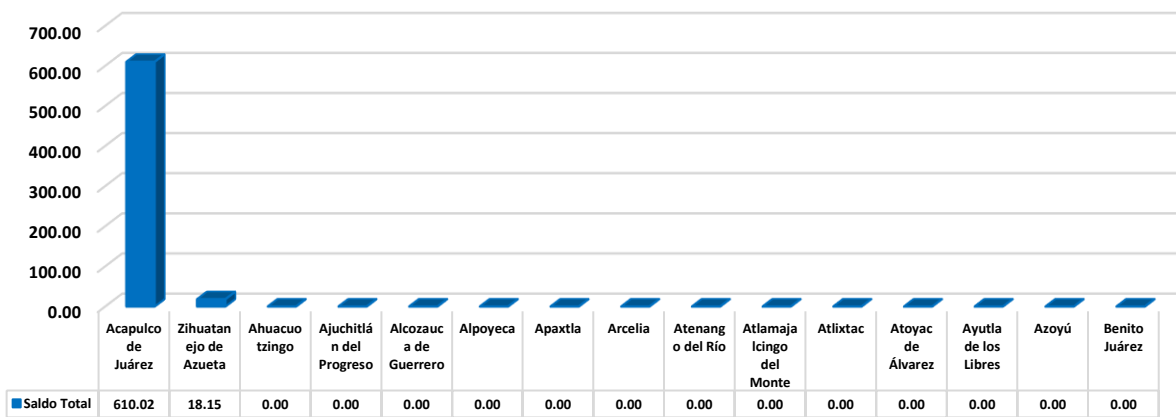 700.00
600.00
500.00
400.00
300.00
200.00
100.00
0.00
Acapulco de Juárez
Zihuatan ejo de Azueta
Ahuacuo tzingo
Ajuchitlá n del Progreso
Alcozauc a de Guerrero
Alpoyeca
Apaxtla
Arcelia
Atenang o del Río
Atlamaja lcingo del Monte
Atlixtac
Atoyac de Álvarez
Ayutla de los Libres
Azoyú
Benito Juárez
Saldo Total 610.02 18.15 0.00 0.00 0.00 0.00 0.00 0.00 0.00 0.00 0.00 0.00 0.00 0.00 0.00